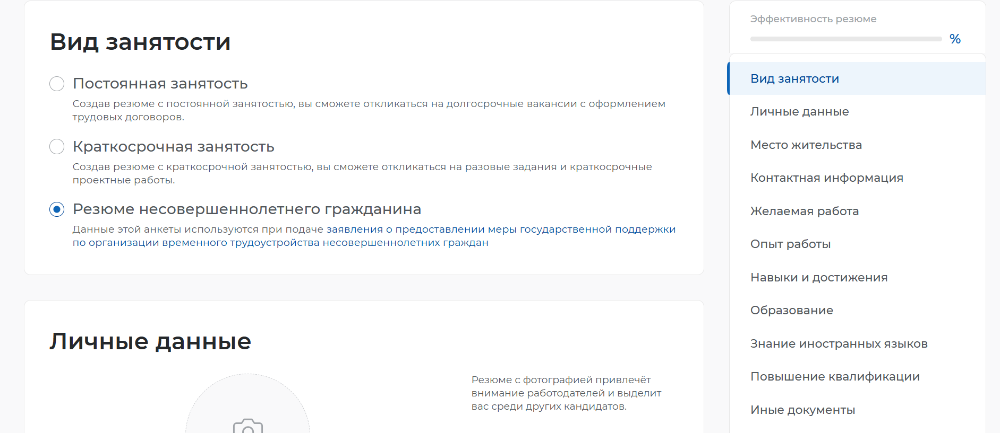 Вид занятости
Постоянная занятость
Создав резюме с постоянной занятостью, вы сможете откликаться на долгосрочные вакансии с оформлением
трудовых договоров.
Краткосрочная занятость
Создав резюме с краткосрочной занятостью, вы сможете откликаться на разовые задания и краткосрочные
проектные работы.
Резюме несовершеннолетнего гражданина
Данные этой анкеты используются при подаче заявления о предоставлении меры государственной поддержки
по организации временного трудоустройства несовершеннолетних граждан
Личные данные
Резюме с фотографией привлечёт
внимание работодателей и выделит
вас среди других кандидатов.
Эффективность резюме
%
Вид занятости
Личные данные
Место жительства
Контактная информация
Желаемая работа
Опыт работы
Навыки и достижения
Образование
Знание иностранных языков
Повышение квалификации
Иные документы